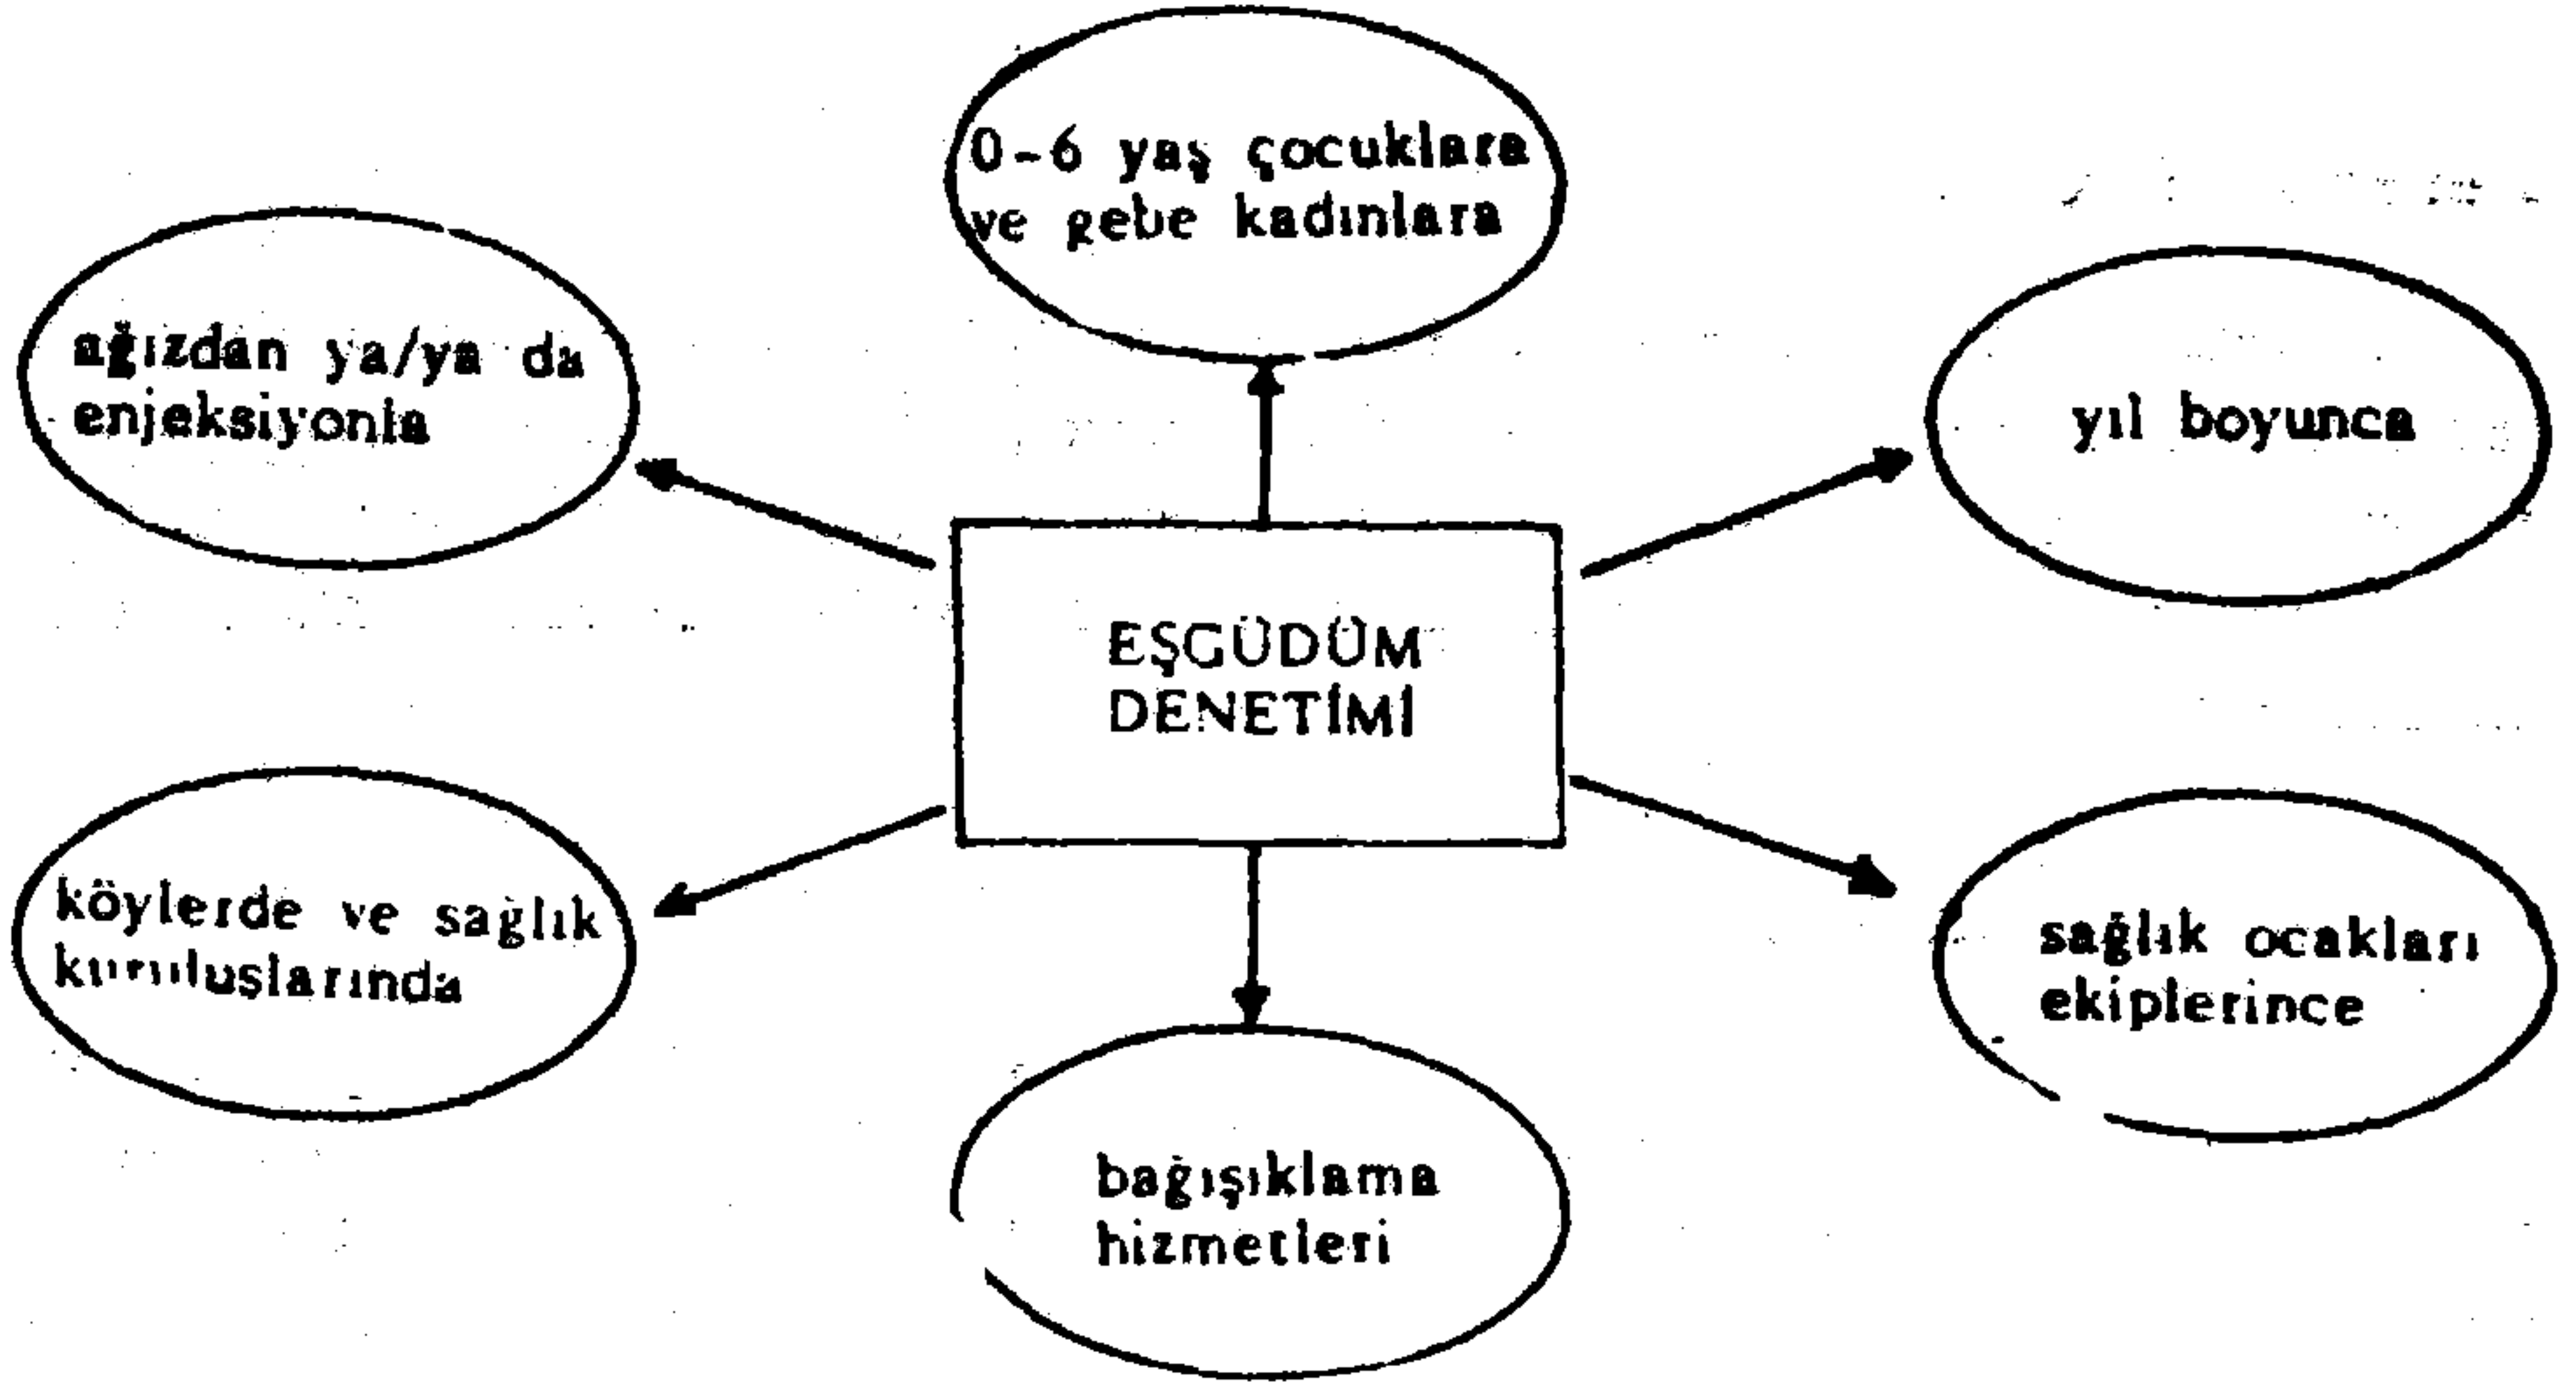 0-6 yaş çocuklara
ve gebe kadınlara
ağızdan ya/ya da
enjeksiyonla
yıl boyunca
EŞGÜDÜM
DENETİMİ
köylerde ve sağlık
kuruluşlarında
sağlık ocakları
ekiplerince
bağışıklama
hizmetleri